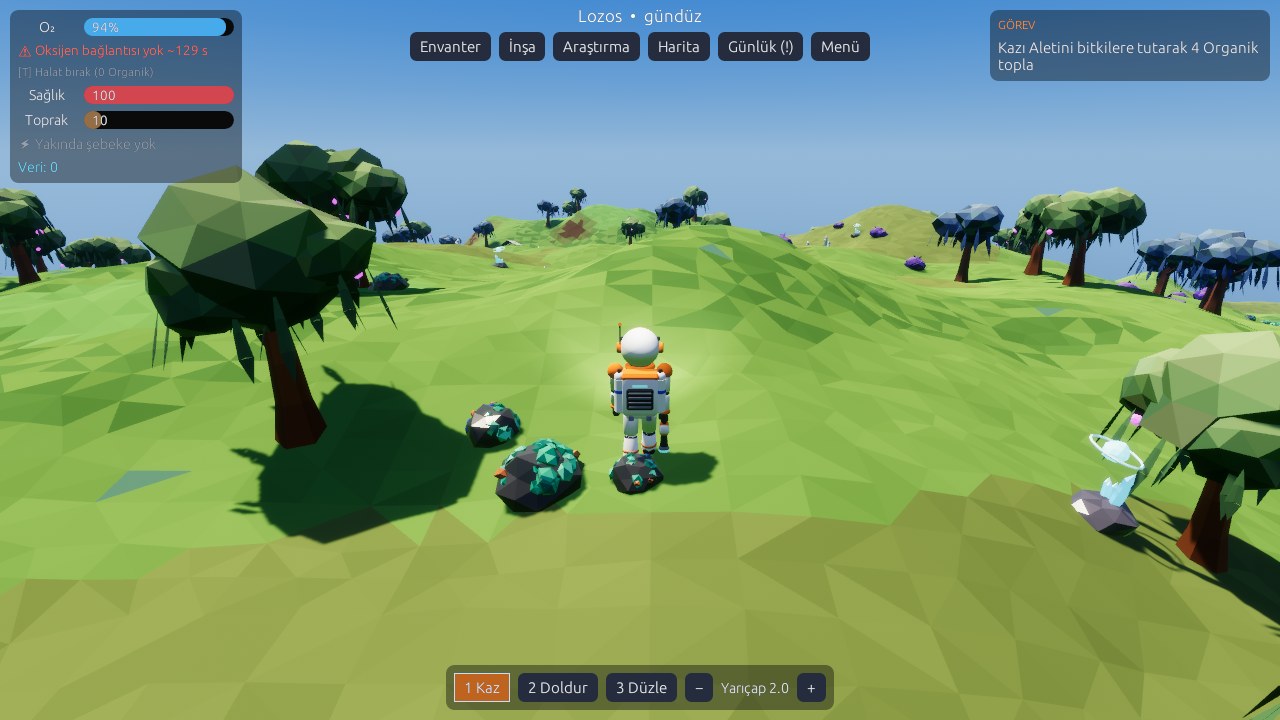 Lozos • gündüz
O₂ 94%
⚠ Oksijen bağlantısı yok ~129 s
[T] Halat bırak (0 Organik)
Sağlık 100
Toprak 10
⚡ Yakında şebeke yok
Veri: 0
Envanter İnşa Araştırma Harita Günlük (!) Menü
GÖREV
Kazı Aletini bitkilere tutarak 4 Organik
topla
1 Kaz 2 Doldur 3 Düzle − Yarıçap 2.0 +